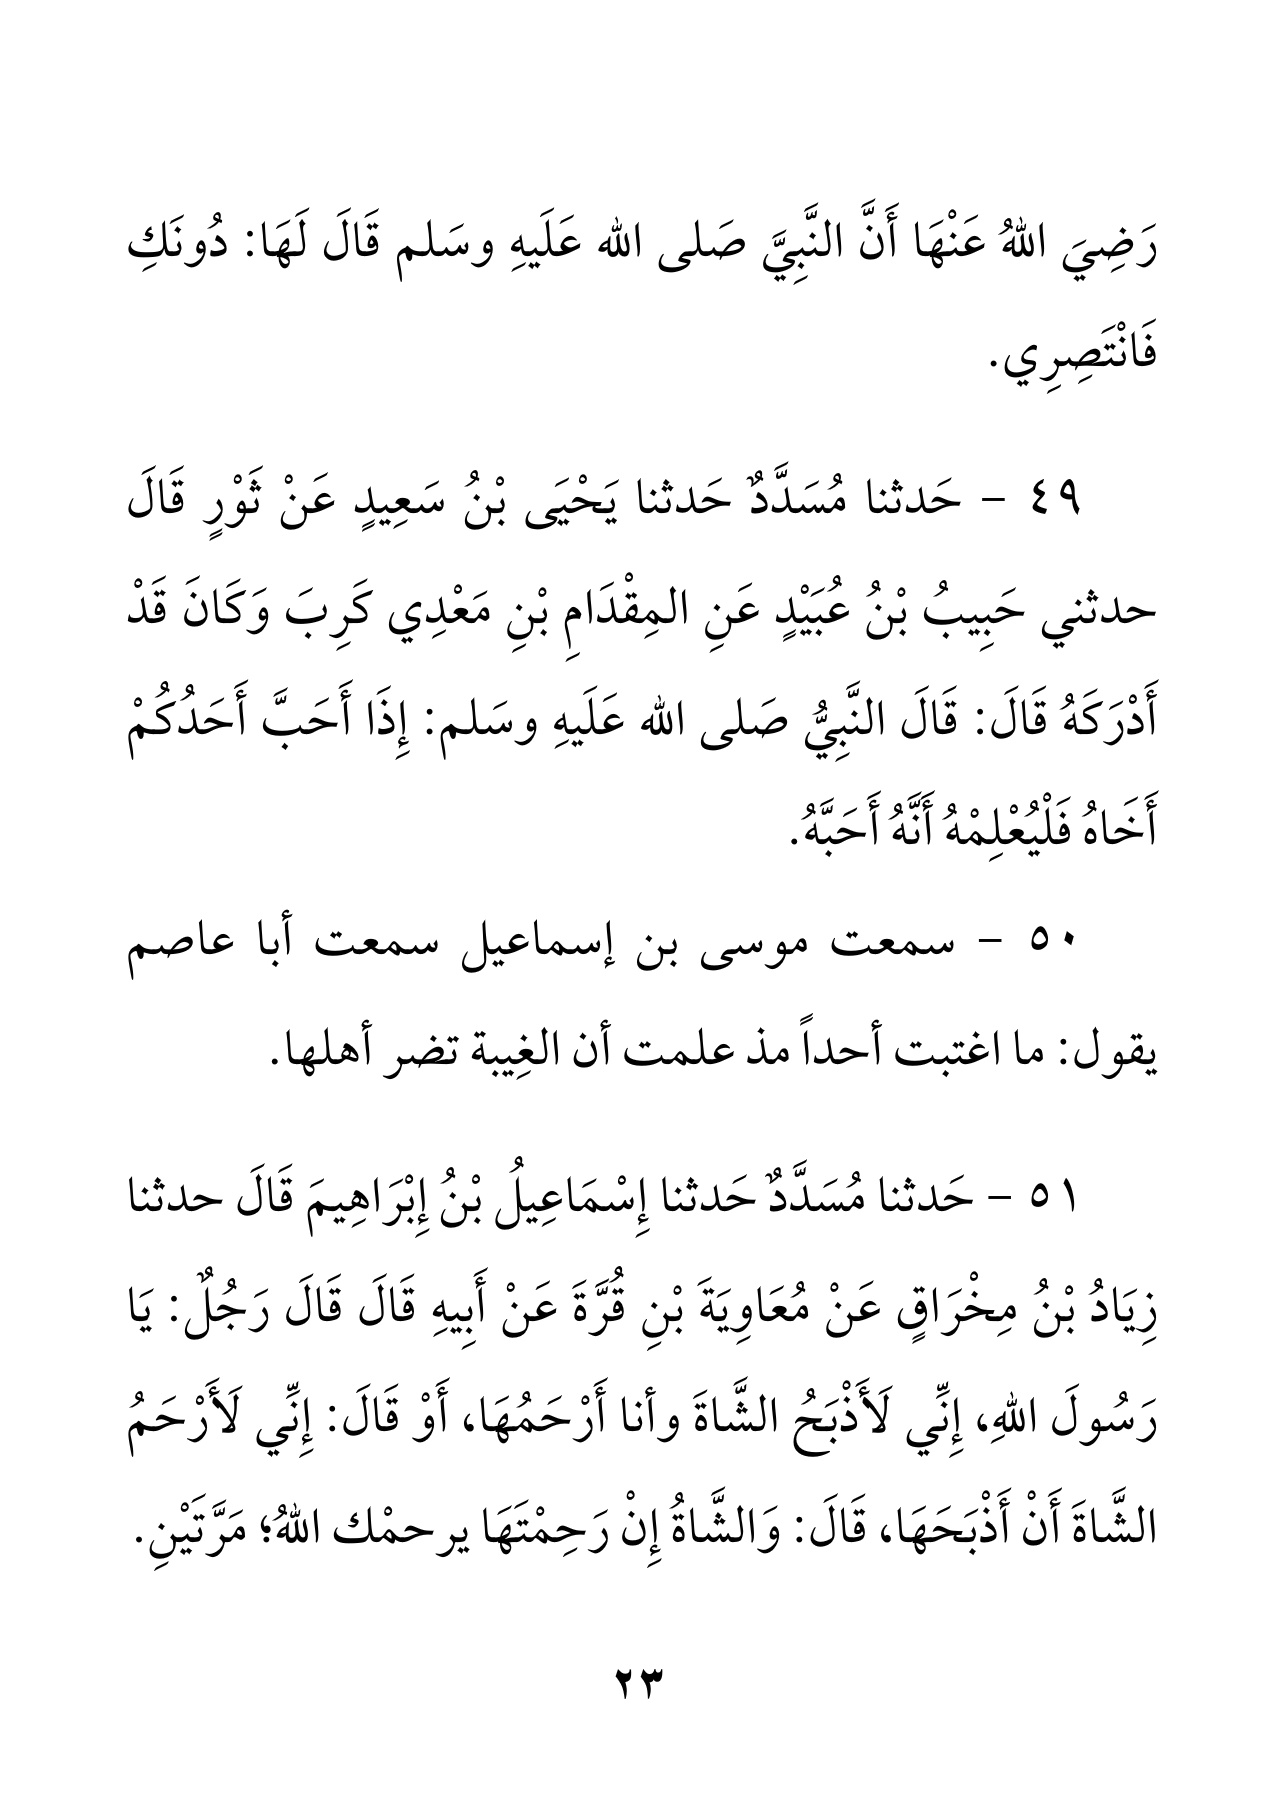 رَضِيَ اللهُ عَنْهَا أَنَّ النَّبِيَّ صَلى الله عَلَيهِ وسَلم قَالَ لَهَا: دُونَكِ
فَانْتَصِرِي.
٤٩ – حَدثنا مُسَدَّدٌ حَدثنا يَحْيَى بْنُ سَعِيدٍ عَنْ ثَوْرٍ قَالَ
حدثني حَبِيبُ بْنُ عُبَيْدٍ عَنِ المِقْدَامِ بْنِ مَعْدِي كَرِبَ وَكَانَ قَدْ
أَدْرَكَهُ قَالَ: قَالَ النَّبِيُّ صَلى الله عَلَيهِ وسَلم: إِذَا أَحَبَّ أَحَدُكُمْ
أَخَاهُ فَلْيُعْلِمْهُ أَنَّهُ أَحَبَّهُ.
٥٠ – سمعت موسى بن إسماعيل سمعت أبا عاصم
يقول: ما اغتبت أحداً مذ علمت أن الغِيبة تضر أهلها.
٥١ – حَدثنا مُسَدَّدٌ حَدثنا إِسْمَاعِيلُ بْنُ إِبْرَاهِيمَ قَالَ حدثنا
زِيَادُ بْنُ مِخْرَاقٍ عَنْ مُعَاوِيَةَ بْنِ قُرَّةَ عَنْ أَبِيهِ قَالَ قَالَ رَجُلٌ: يَا
رَسُولَ اللهِ، إِنِّي لَأَذْبَحُ الشَّاةَ وأنا أَرْحَمُهَا، أَوْ قَالَ: إِنِّي لَأَرْحَمُ
الشَّاةَ أَنْ أَذْبَحَهَا، قَالَ: وَالشَّاةُ إِنْ رَحِمْتَهَا يرحمْك اللهُ؛ مَرَّتَيْنِ.
٢٣